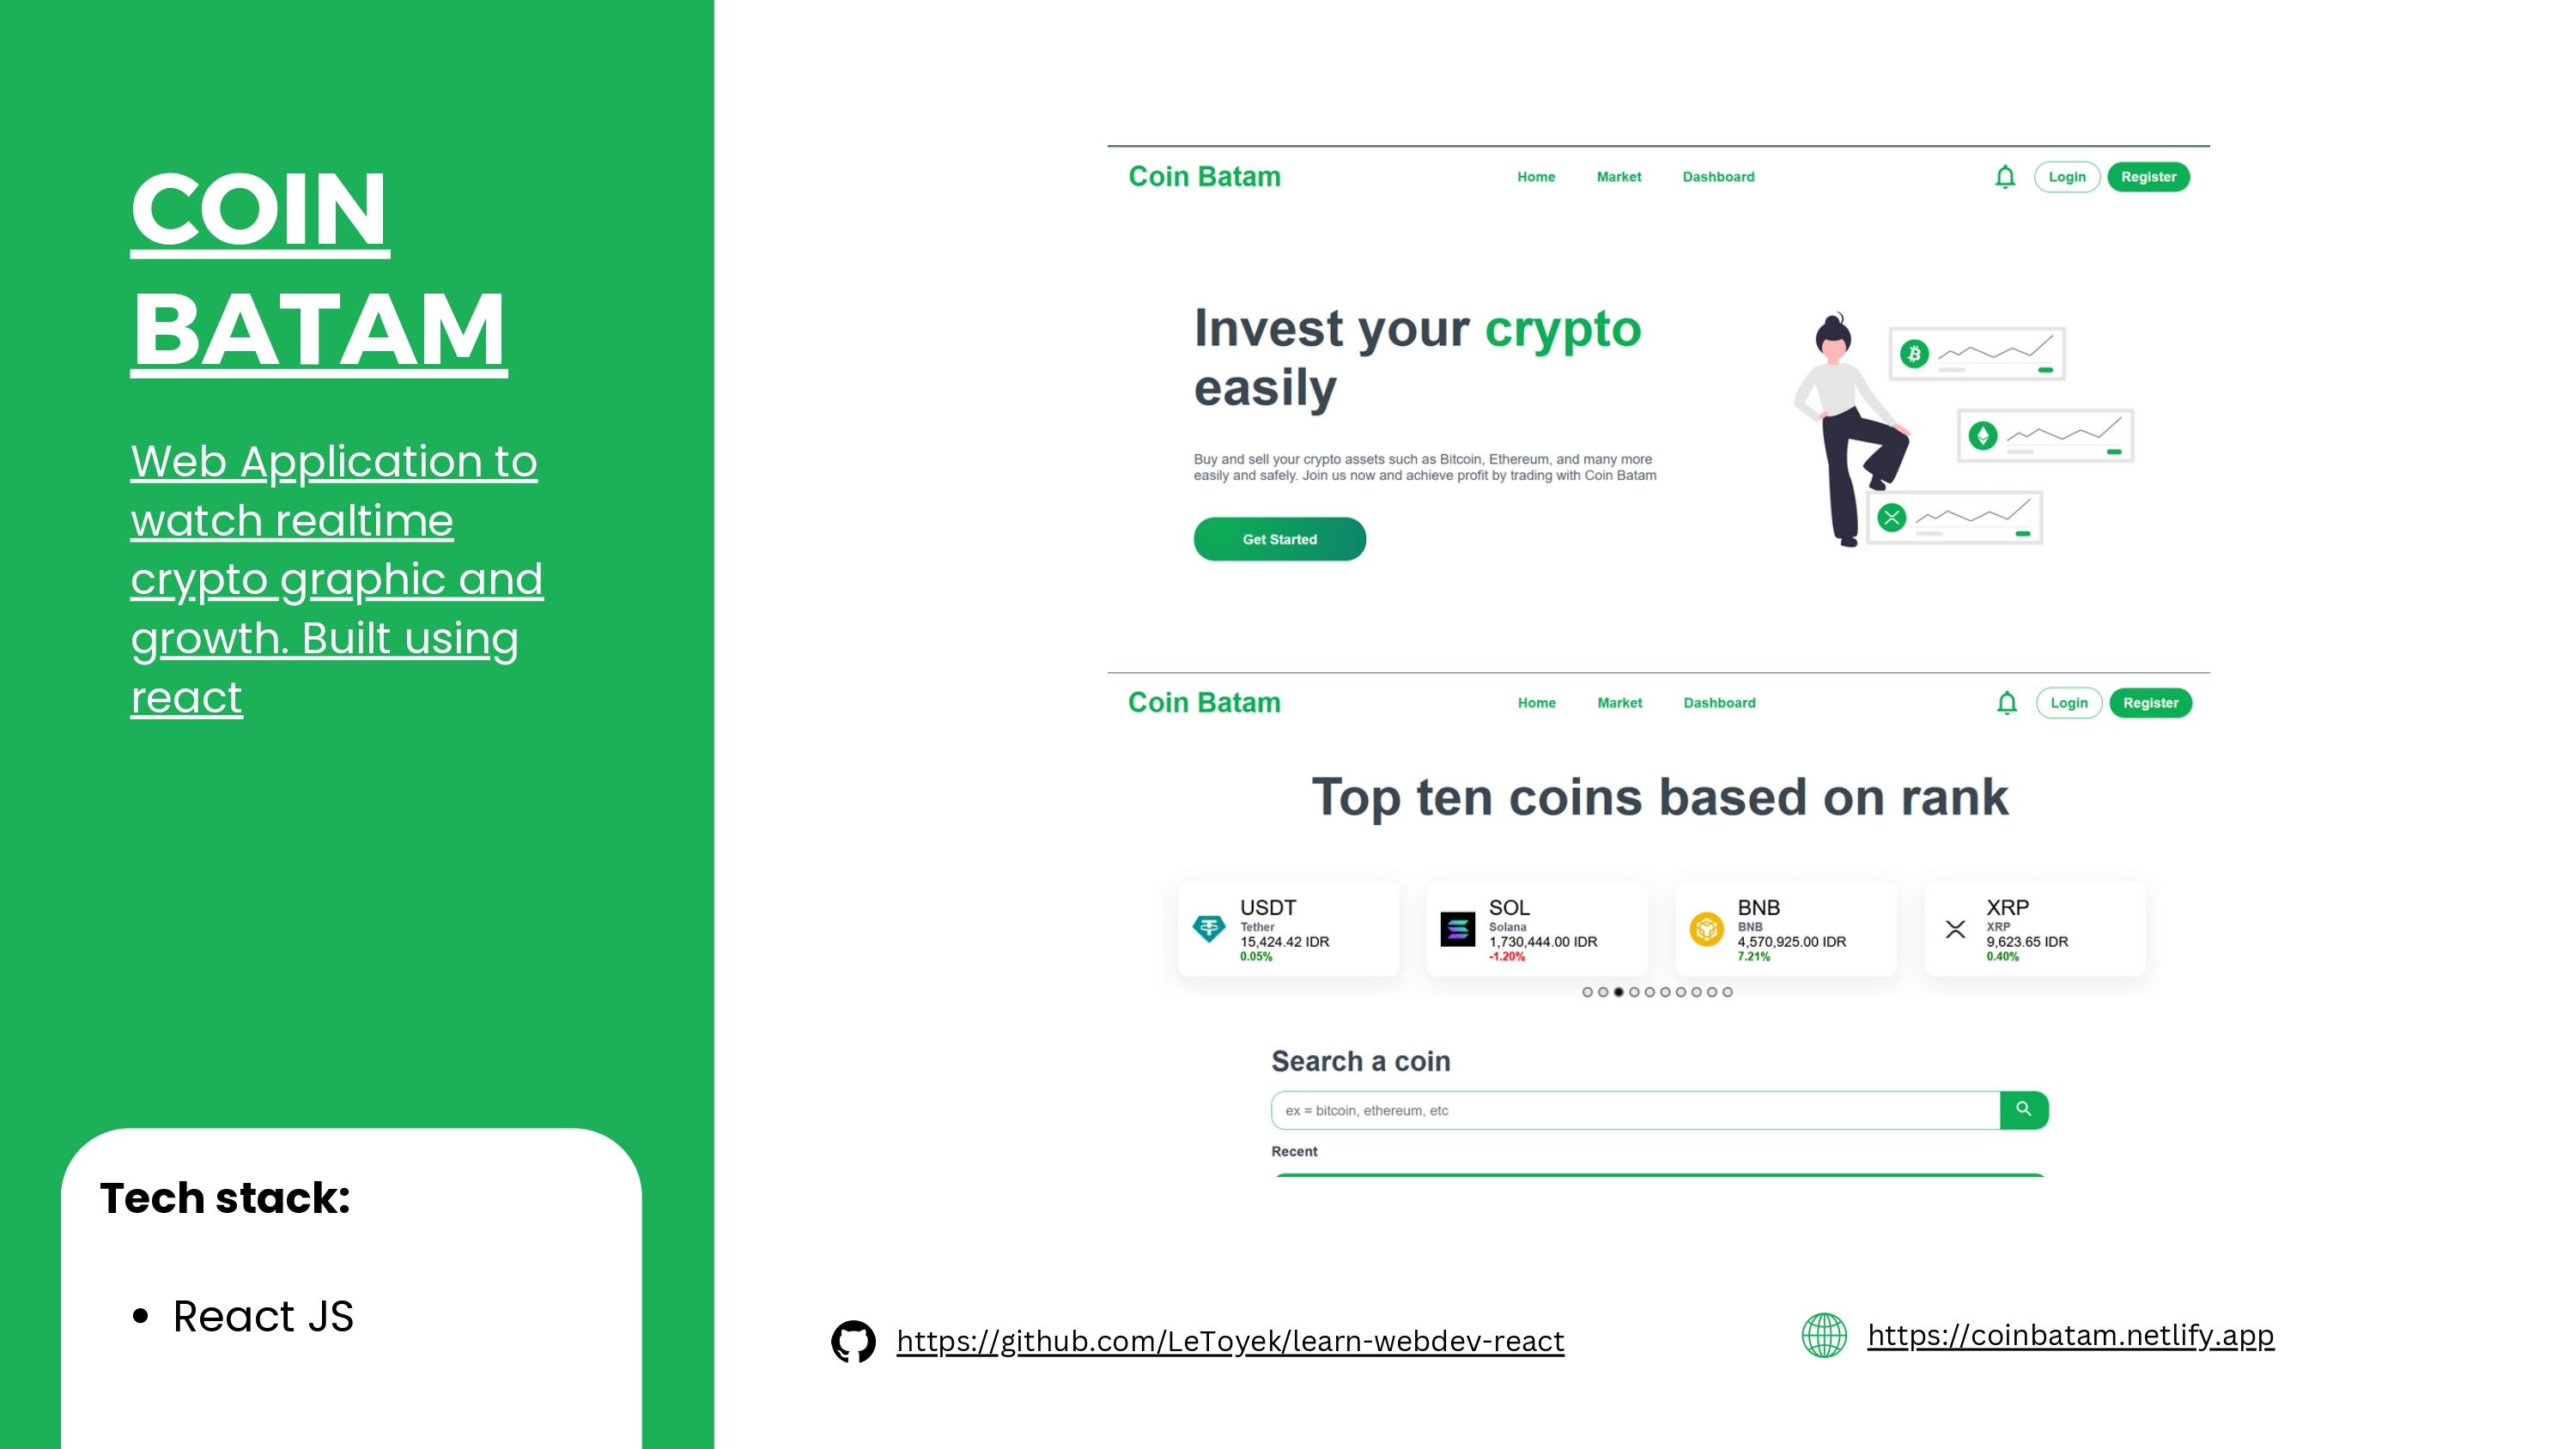 COIN
BATAM
Web Application to
watch realtime
crypto graphic and
growth. Built using
react
Tech stack:
• React JS
Coin Batam Home Market Dashboard Login Register
Invest your crypto
easily
Buy and sell your crypto assets such as Bitcoin, Ethereum, and many more
easily and safely. Join us now and achieve profit by trading with Coin Batam
Get Started
Coin Batam Home Market Dashboard Login Register
Top ten coins based on rank
USDT
Tether
15,424.42 IDR
0.05%
SOL
Solana
1,730,444.00 IDR
-1.20%
BNB
BNB
4,570,925.00 IDR
7.21%
XRP
XRP
9,623.65 IDR
0.40%
Search a coin
ex = bitcoin, ethereum, etc
Recent
https://github.com/LeToyek/learn-webdev-react
https://coinbatam.netlify.app